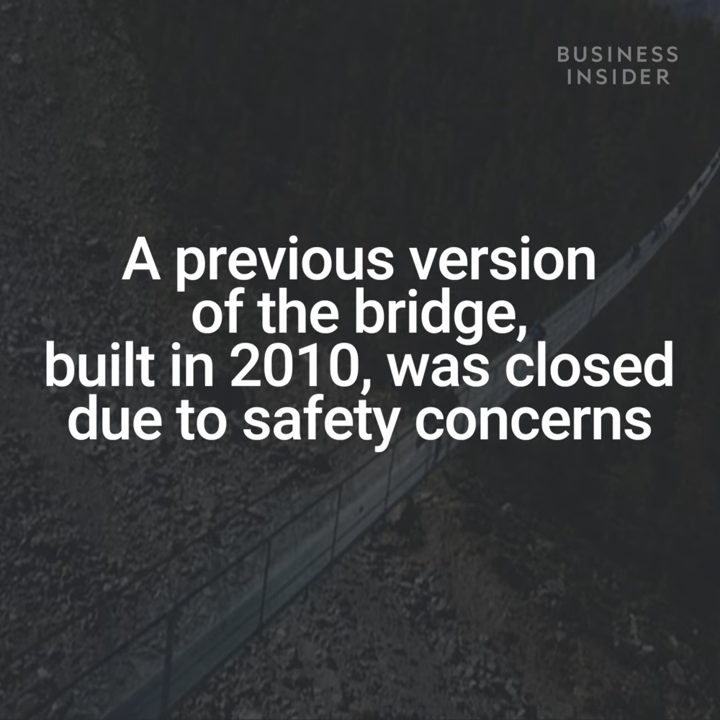 BUSINESS
INSIDER
A previous version
of the bridge,
built in 2010, was closed
due to safety concerns